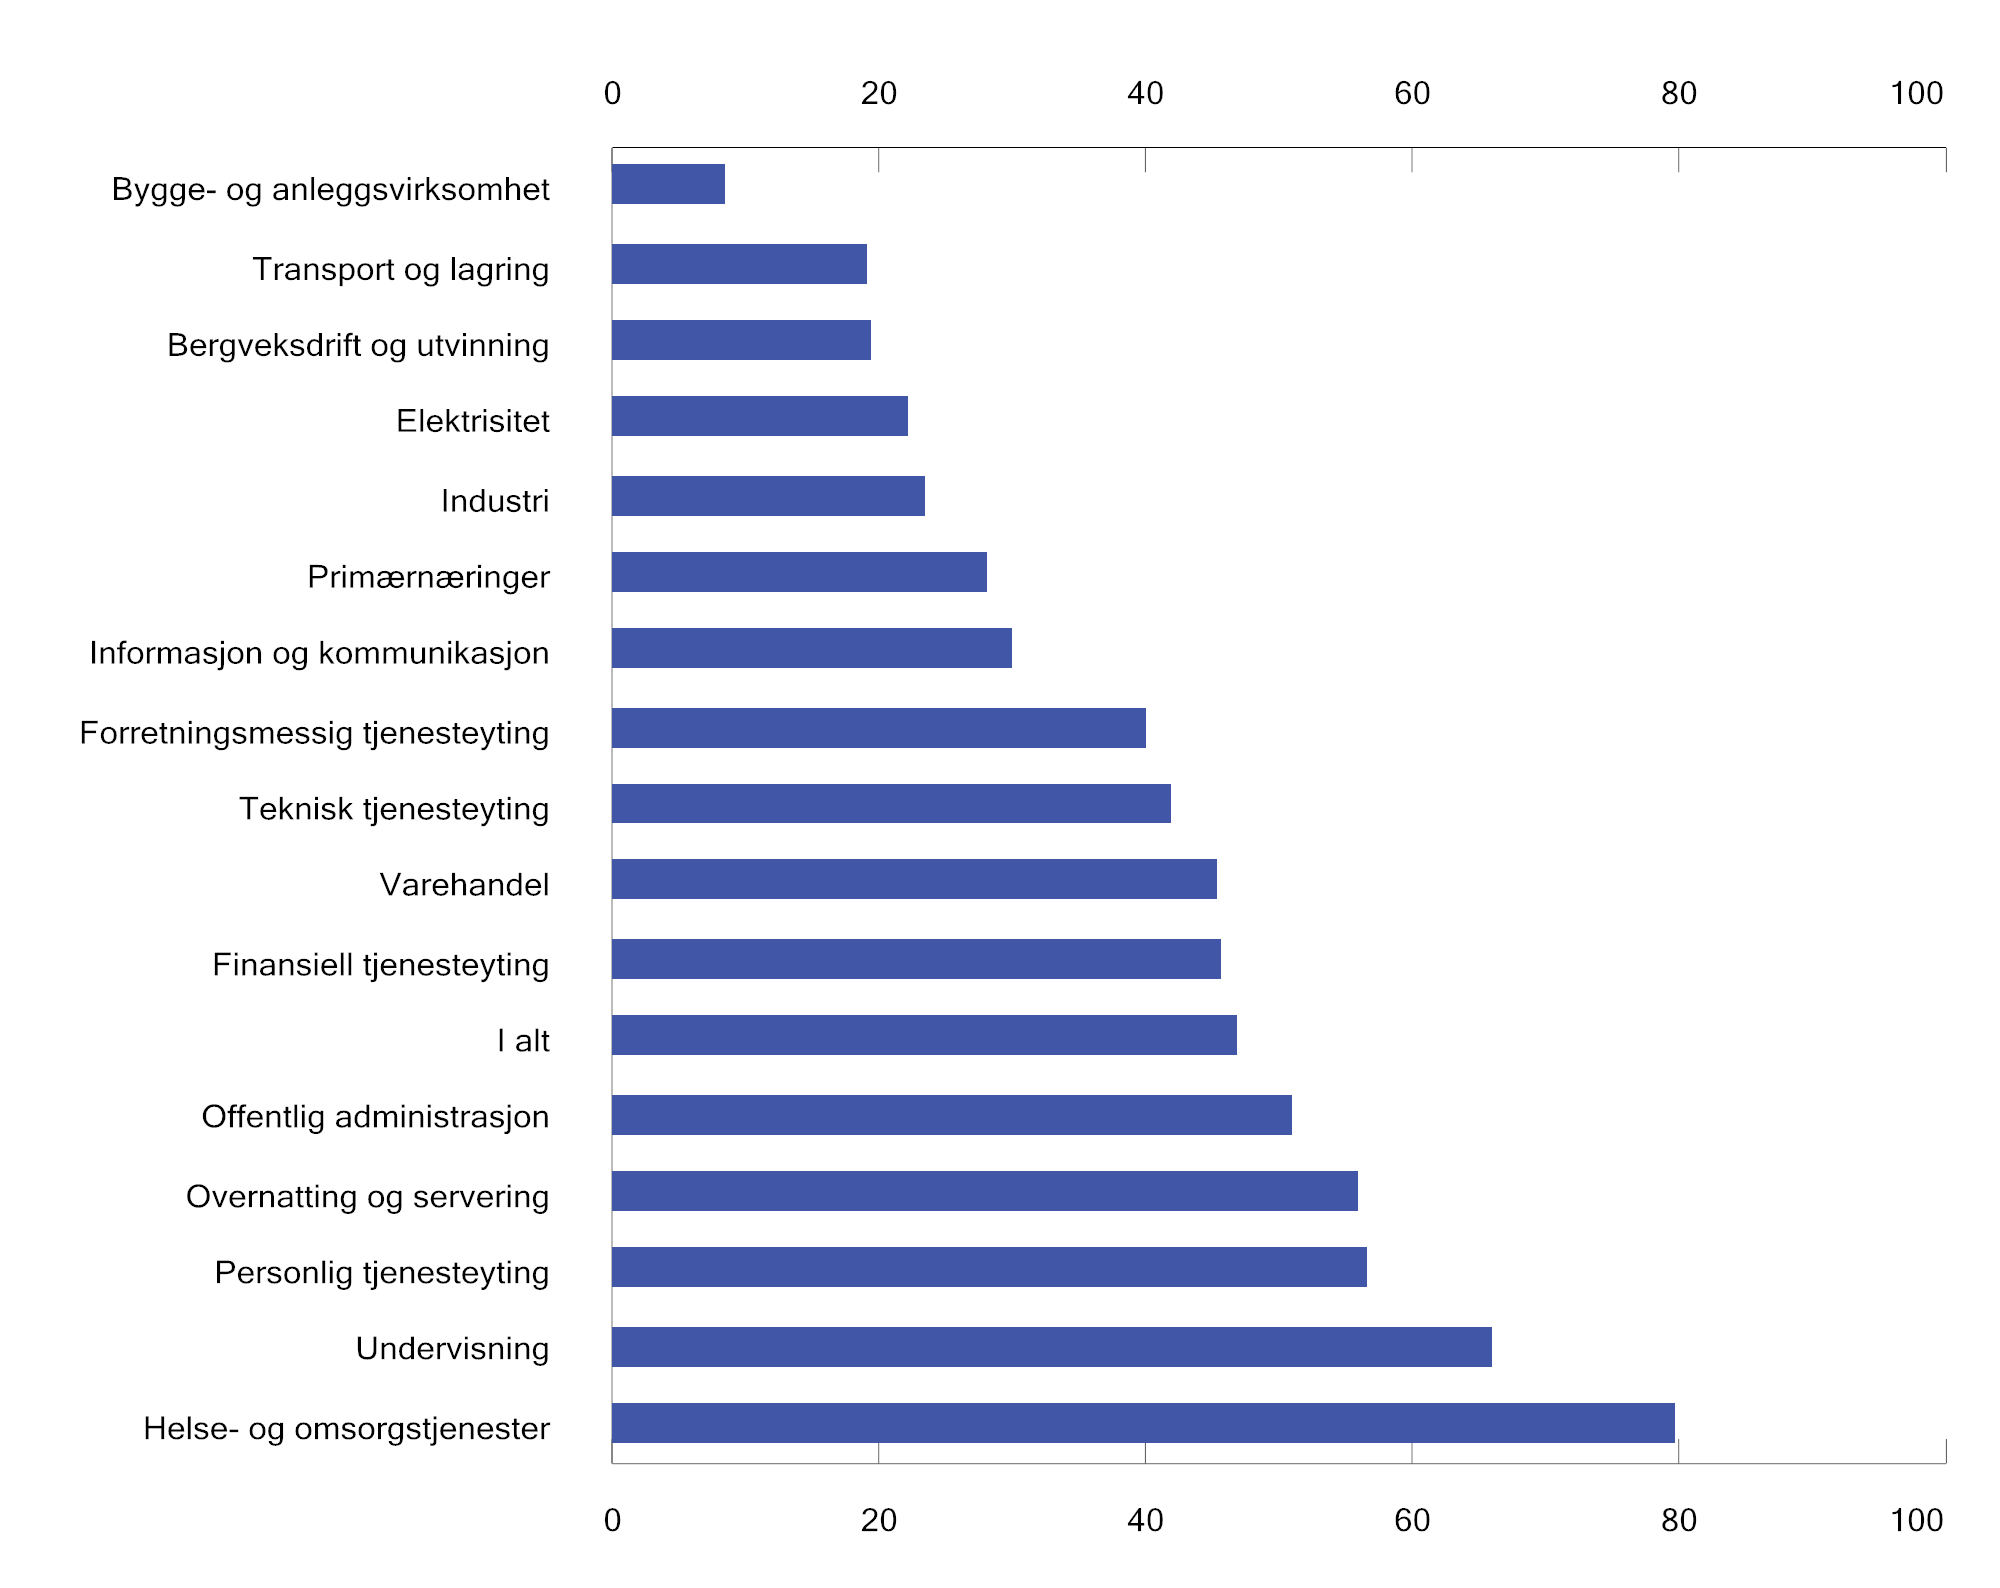 0 20 40 60 80 100
Bygge- og anleggsvirksomhet
Transport og lagring
Bergveksdrift og utvinning
Elektrisitet
Industri
Primærnæringer
Informasjon og kommunikasjon
Forretningsmessig tjenesteyting
Teknisk tjenesteyting
Varehandel
Finansiell tjenesteyting
I alt
Offentlig administrasjon
Overnatting og servering
Personlig tjenesteyting
Undervisning
Helse- og omsorgstjenester
0 20 40 60 80 100